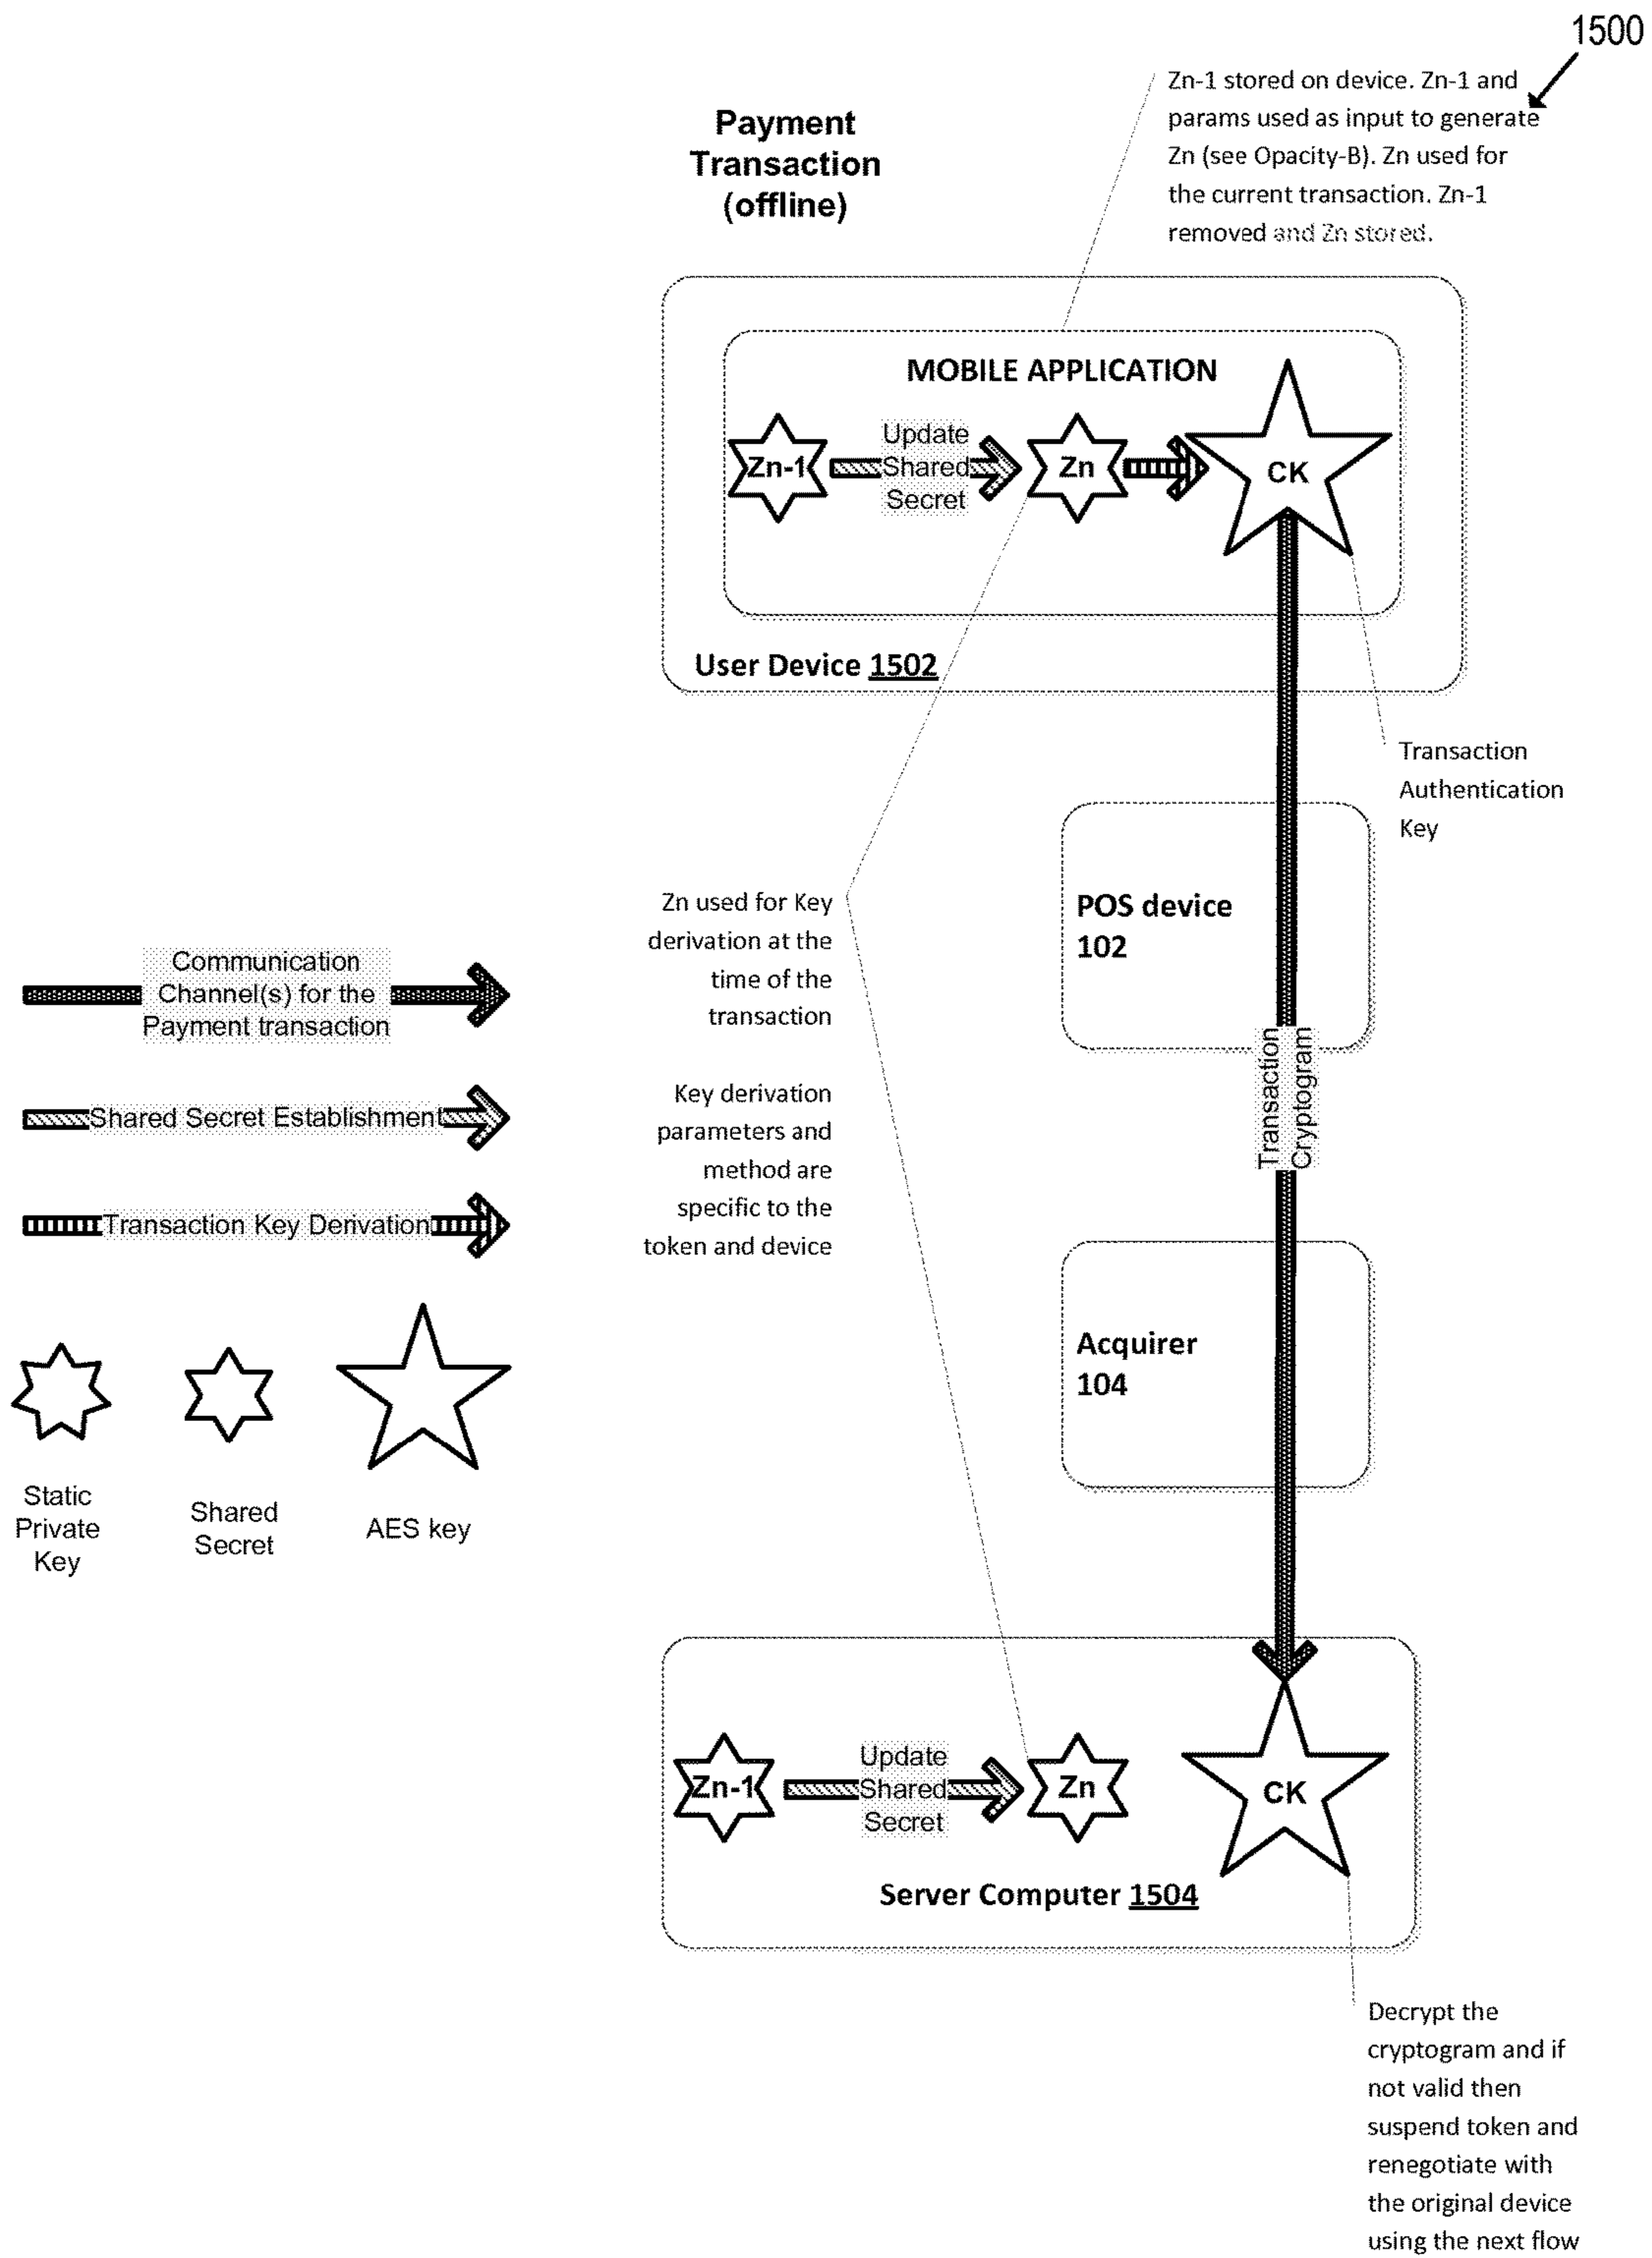 1500
Zn-1 stored on device. Zn-1 and
params used as input to generate
Zn (see Opacity-B). Zn used for
the current transaction. Zn-1
removed and Zn stored.
Payment
Transaction
(offline)
MOBILE APPLICATION
Zn-1
Update
Shared
Secret
Zn
CK
User Device 1502
Transaction
Authentication
Key
POS device
102
Zn used for Key
derivation at the
time of the
transaction
Key derivation
parameters and
method are
specific to the
token and device
Communication
Channel(s) for the
Payment transaction
Shared Secret Establishment
Transaction Key Derivation
Transaction
Cryptogram
Acquirer
104
Static
Private
Key
Shared
Secret
AES key
Zn-1
Update
Shared
Secret
Zn
CK
Server Computer 1504
Decrypt the
cryptogram and if
not valid then
suspend token and
renegotiate with
the original device
using the next flow